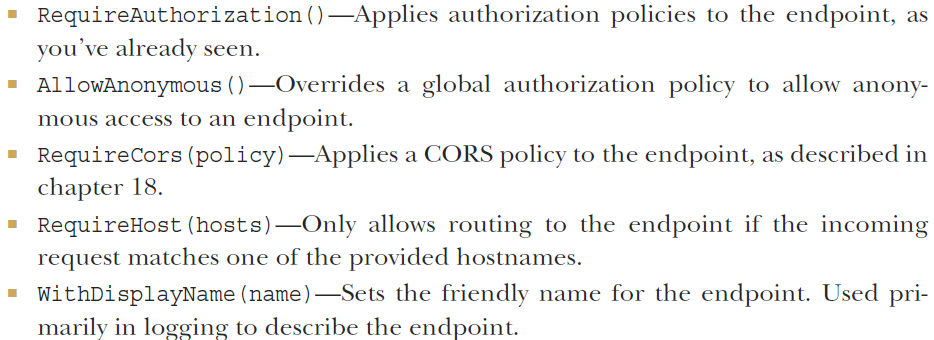 ■ RequireAuthorization()—Applies authorization policies to the endpoint, as
you’ve already seen.
■ AllowAnonymous()—Overrides a global authorization policy to allow anony-
mous access to an endpoint.
■ RequireCors(policy)—Applies a CORS policy to the endpoint, as described in
chapter 18.
■ RequireHost(hosts)—Only allows routing to the endpoint if the incoming
request matches one of the provided hostnames.
■ WithDisplayName(name)—Sets the friendly name for the endpoint. Used pri-
marily in logging to describe the endpoint.